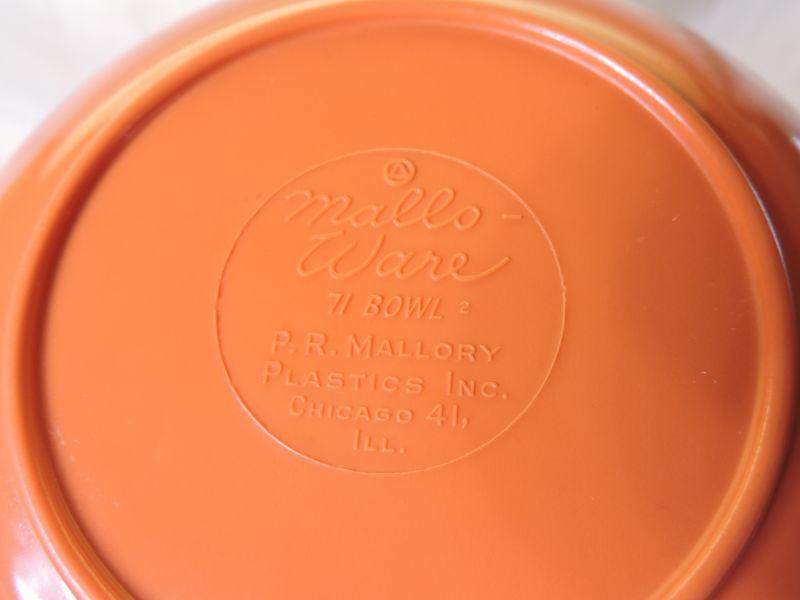 mallo-
Ware
71 BOWL 2
P. R. MALLORY
PLASTICS INC.
CHICAGO 41,
ILL.